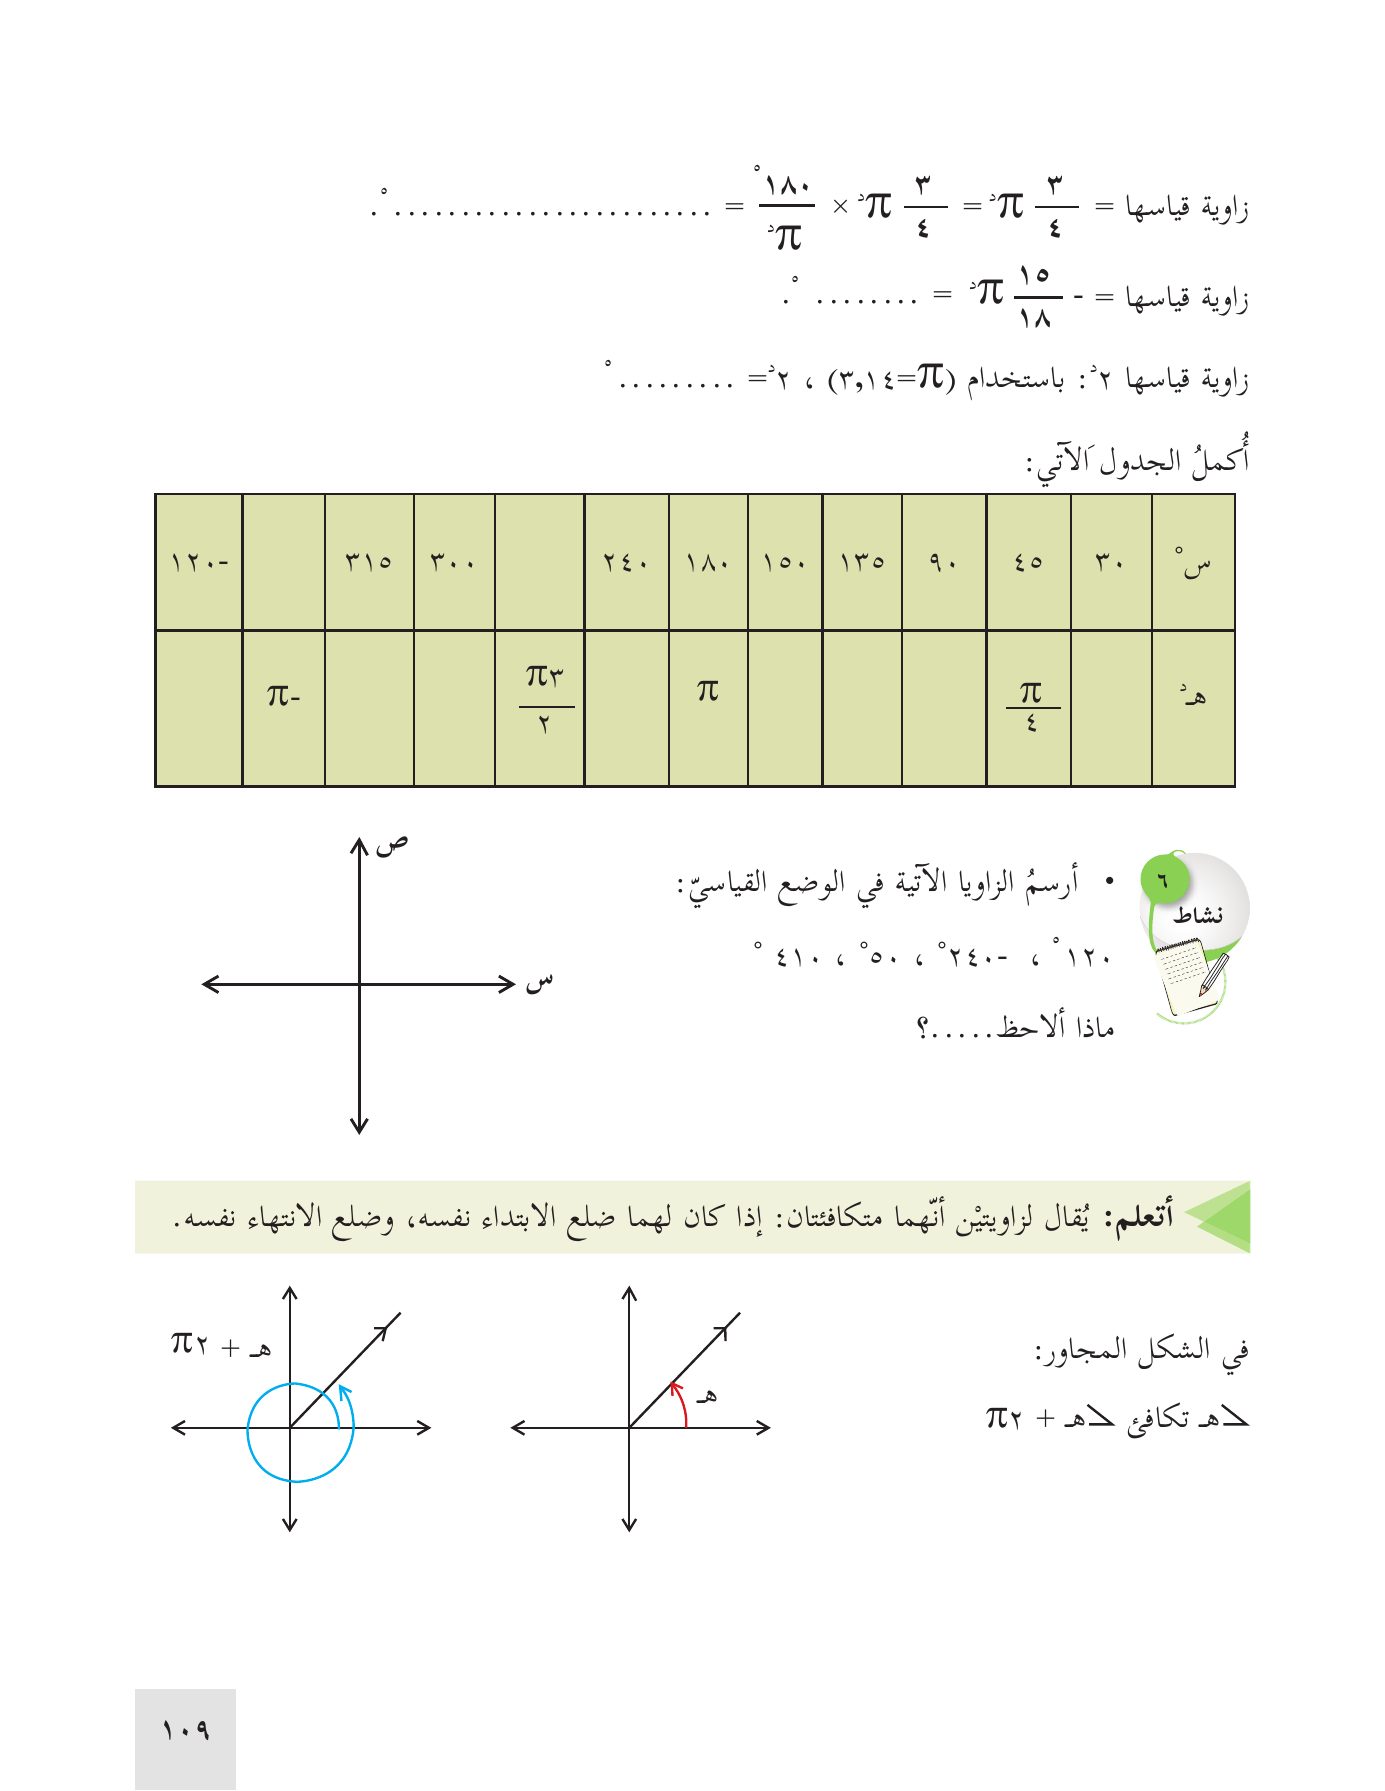 زاوية قياسها = ٣/٤ πد = ٣/٤ πد × ١٨٠°/πد = ........................°.
زاوية قياسها = - ١٥/١٨ πد = ........ °.
زاوية قياسها ٢د: باستخدام (π=٣,١٤) ، ٢د= .........°
أُكملُ الجدول اَلآتي:
س° ٣٠ ٤٥ ٩٠ ١٣٥ ١٥٠ ١٨٠ ٢٤٠ ٣٠٠ ٣١٥ -١٢٠
هـد π/٤ π ٣π/٢ -π
ص
س
٦
نشاط
• أرسمُ الزاويا الآتية في الوضع القياسيّ:
١٢٠° ، -٢٤٠° ، ٥٠° ، ٤١٠ °
ماذا ألاحظ.....؟
أتعلم: يُقال لزاويتيْن أنّهما متكافئتان: إذا كان لهما ضلع الابتداء نفسه، وضلع الانتهاء نفسه.
في الشكل المجاور:
∠هـ تكافئ ∠هـ + ٢π
هـ
هـ + ٢π
١٠٩